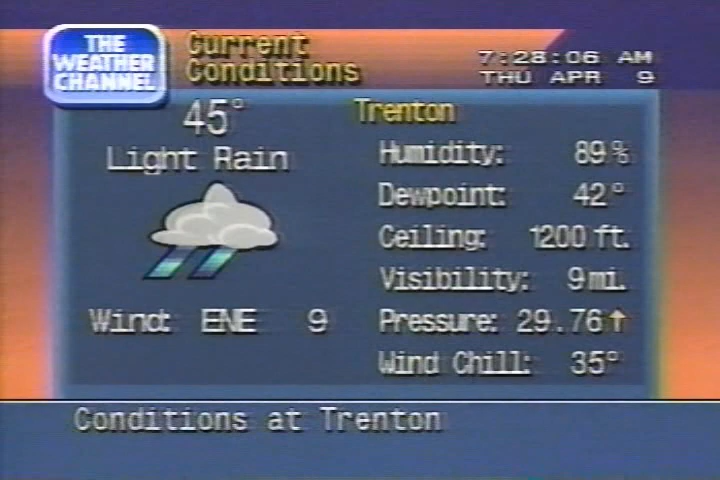 THE
WEATHER
CHANNEL
Current
Conditions
7:28:06 AM
THU APR 9
45°
Light Rain
Wind: ENE 9
Trenton
Humidity: 89%
Dewpoint: 42°
Ceiling: 1200 ft.
Visibility: 9 mi.
Pressure: 29.76↑
Wind Chill: 35°
Conditions at Trenton